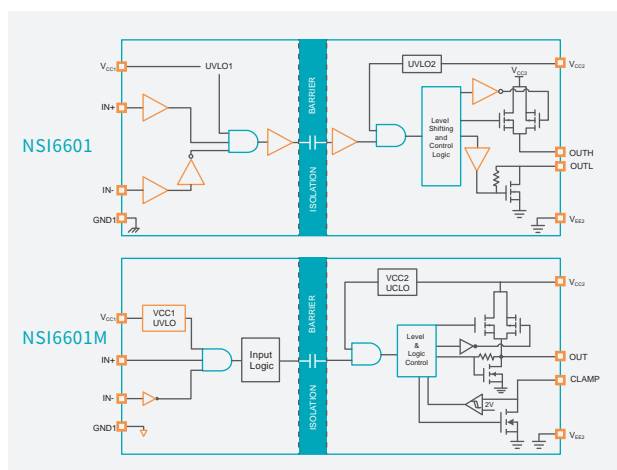 NSI6601
VCC1
UVLO1
IN+
IN-
GND1
BARRIER
ISOLATION
UVLO2
VCC2
Level
Shifting
and
Control
Logic
VCC2
OUTH
OUTL
VEE2
NSI6601M
VCC1
VCC1
UVLO
IN+
IN-
GND1
Input
Logic
BARRIER
ISOLATION
VCC2
UCLO
Level
&
Logic
Control
2V
VCC2
OUT
CLAMP
VEE2